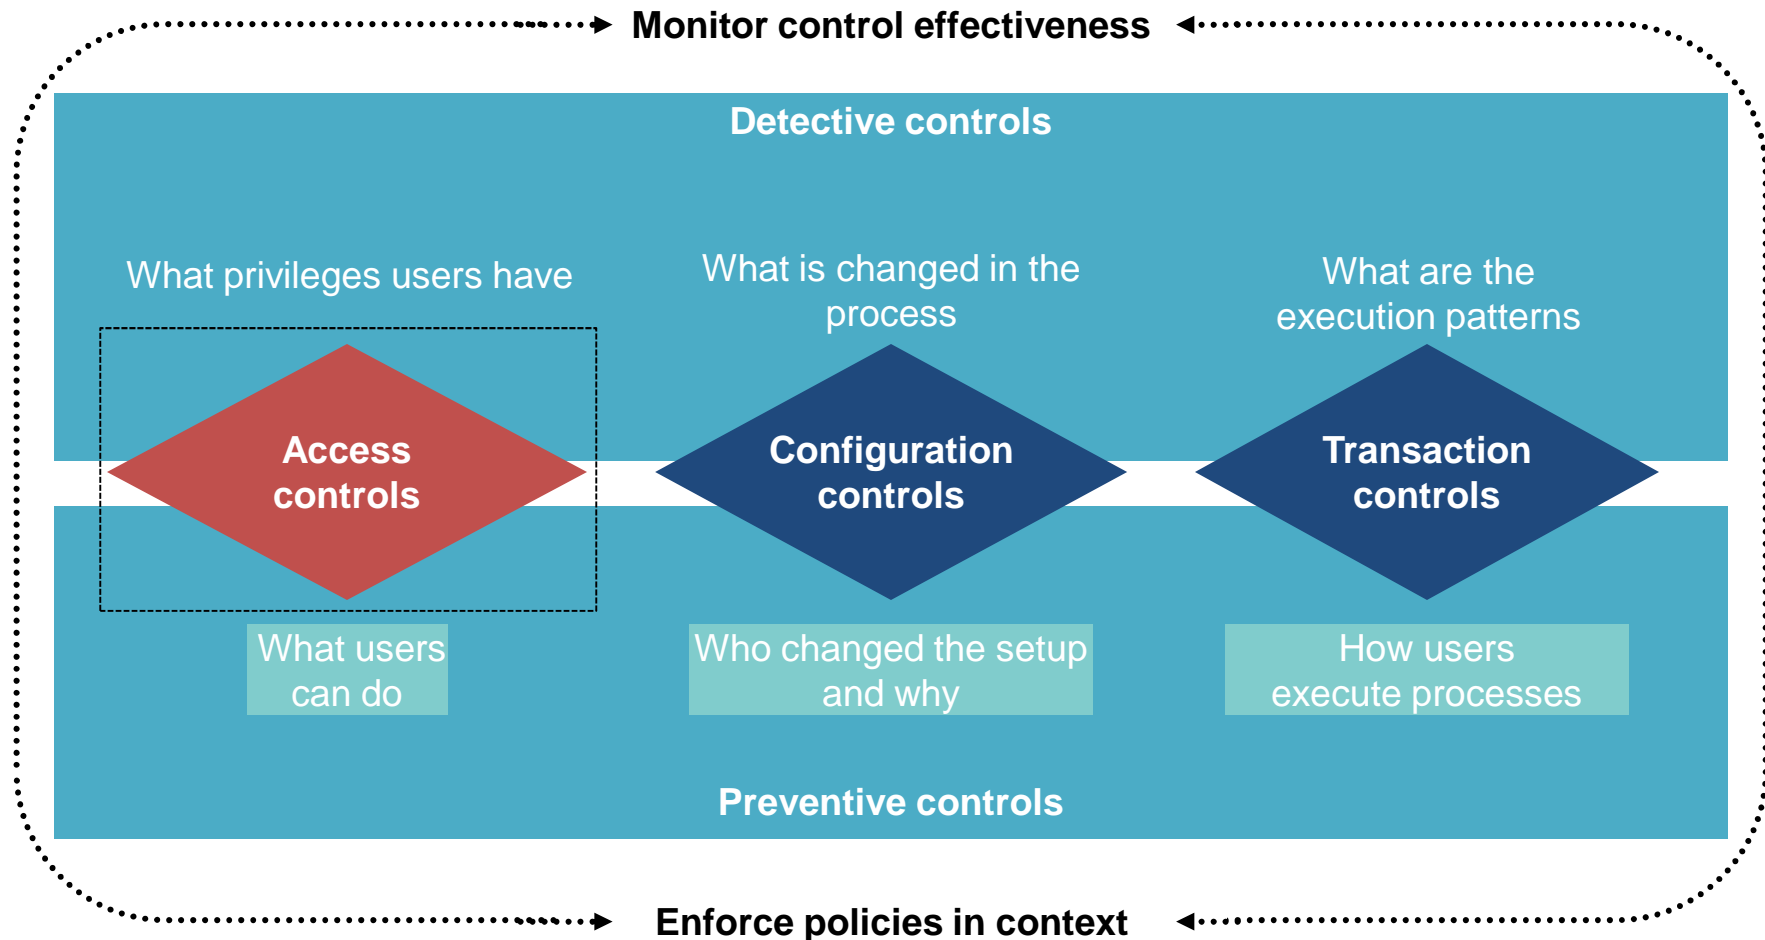 Monitor control effectiveness
Detective controls
What privileges users have
What is changed in the
process
What are the
execution patterns
Access
controls
Configuration
controls
Transaction
controls
What users
can do
Who changed the setup
and why
How users
execute processes
Preventive controls
Enforce policies in context